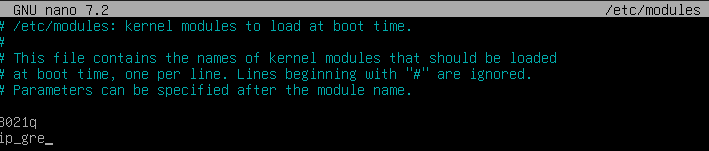 GNU nano 7.2 /etc/modules
# /etc/modules: kernel modules to load at boot time.
#
# This file contains the names of kernel modules that should be loaded
# at boot time, one per line. Lines beginning with "#" are ignored.
# Parameters can be specified after the module name.
8021q
ip_gre_